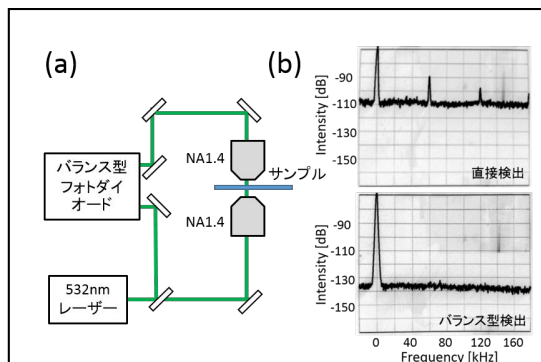 (a)
バランス型
フォトダイ
オード
532nm
レーザー
NA1.4
サンプル
NA1.4
(b)
Intensity [dB]
-90
-110
-130
-150
直接検出
Intensity [dB]
-90
-110
-130
-150
バランス型検出
0 40 80 120 160
Frequency [kHz]